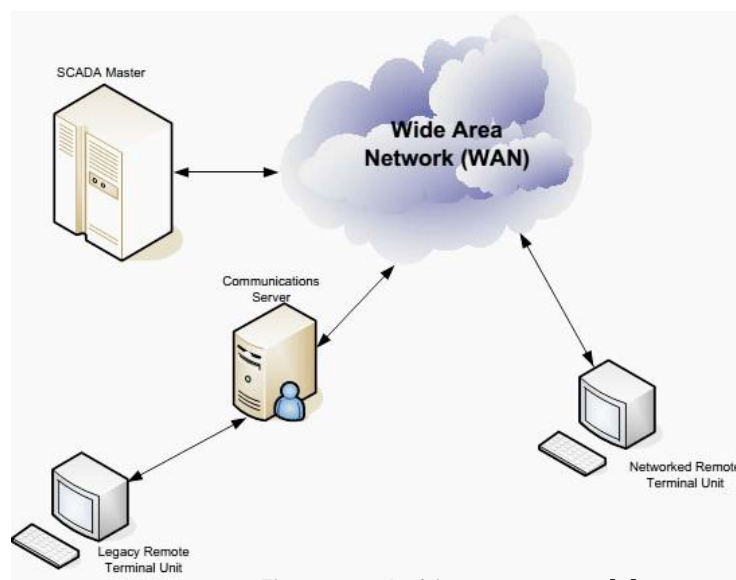 SCADA Master
Wide Area
Network (WAN)
Communications
Server
Networked Remote
Terminal Unit
Legacy Remote
Terminal Unit